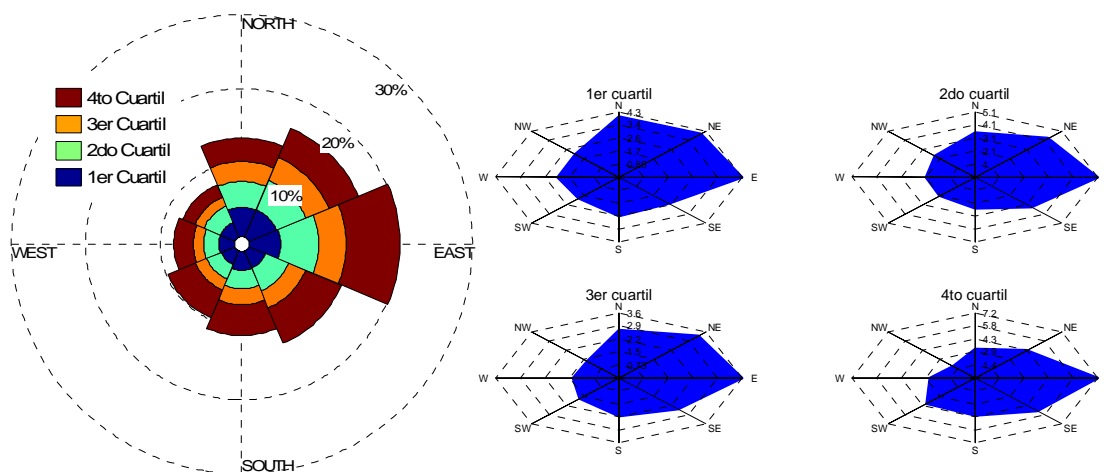 NORTH
30%
4to Cuartil
3er Cuartil
2do Cuartil
1er Cuartil
20%
10%
WEST
EAST
SOUTH
1er cuartil
N
4.3
NW
NE
W
E
SW
SE
S
2do cuartil
N
5.1
4.1
NW
NE
W
SW
SE
S
3er cuartil
N
3.6
2.9
NW
NE
1.5
W
E
SW
SE
S
4to cuartil
N
7.2
5.8
4.3
NW
NE
W
SW
SE
S